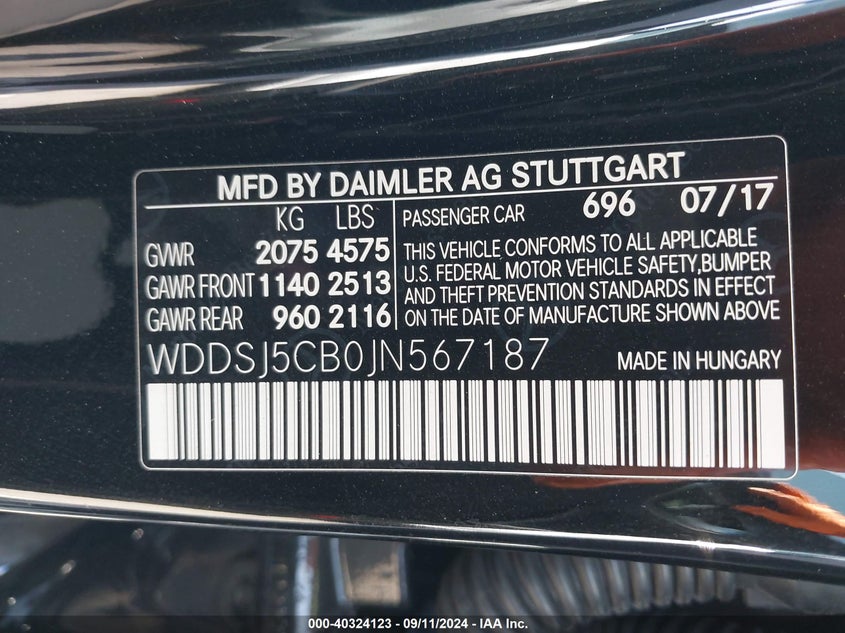 MFD BY DAIMLER AG STUTTGART
KG LBS
GVWR 2075 4575
GAWR FRONT 1140 2513
GAWR REAR 960 2116
PASSENGER CAR 696 07/17
THIS VEHICLE CONFORMS TO ALL APPLICABLE
U.S. FEDERAL MOTOR VEHICLE SAFETY,BUMPER
AND THEFT PREVENTION STANDARDS IN EFFECT
ON THE DATE OF MANUFACTURE SHOWN ABOVE
WDDSJ5CB0JN567187 MADE IN HUNGARY
000-40324123 - 09/11/2024 - IAA Inc.